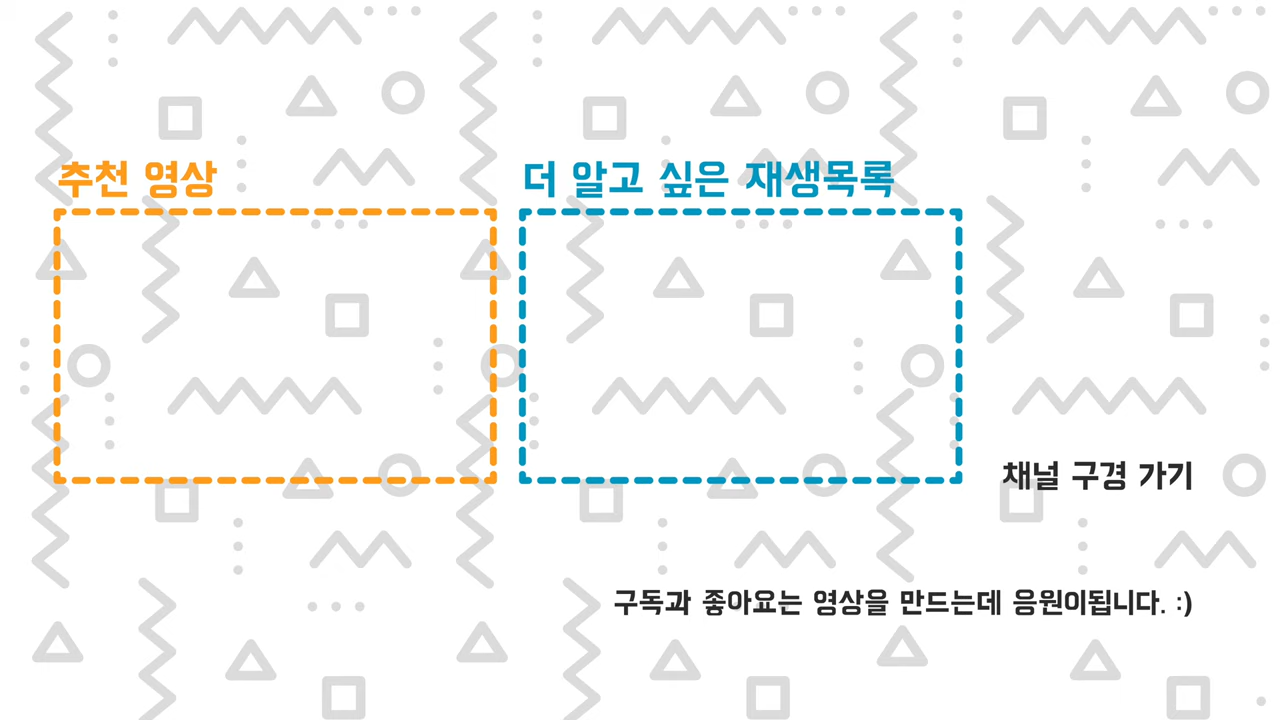 추천 영상
더 알고 싶은 재생목록
채널 구경 가기
구독과 좋아요는 영상을 만드는데 응원이됩니다. :)